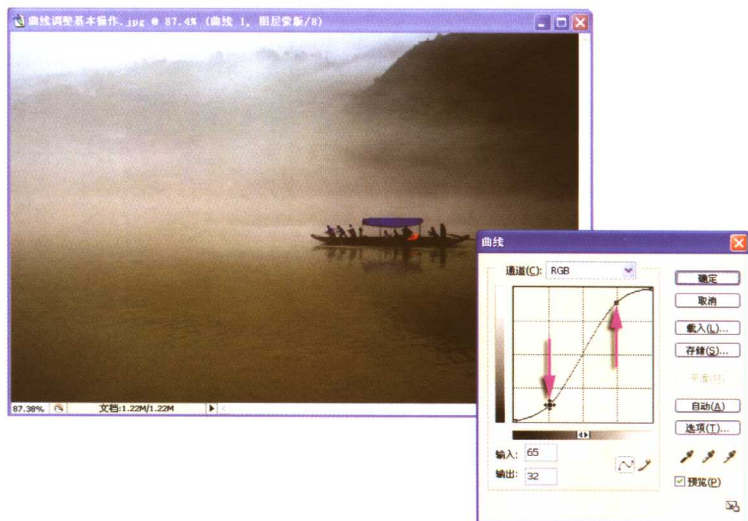 曲线调整基本操作.jpg @ 87.4% (曲线 1, 图层蒙版/8)
87.38%
文档:1.22M/1.22M
曲线
通道(C): RGB
确定
取消
载入(L)...
存储(S)...
平滑(M)
自动(A)
选项(T)...
输入: 65
输出: 32
预览(P)